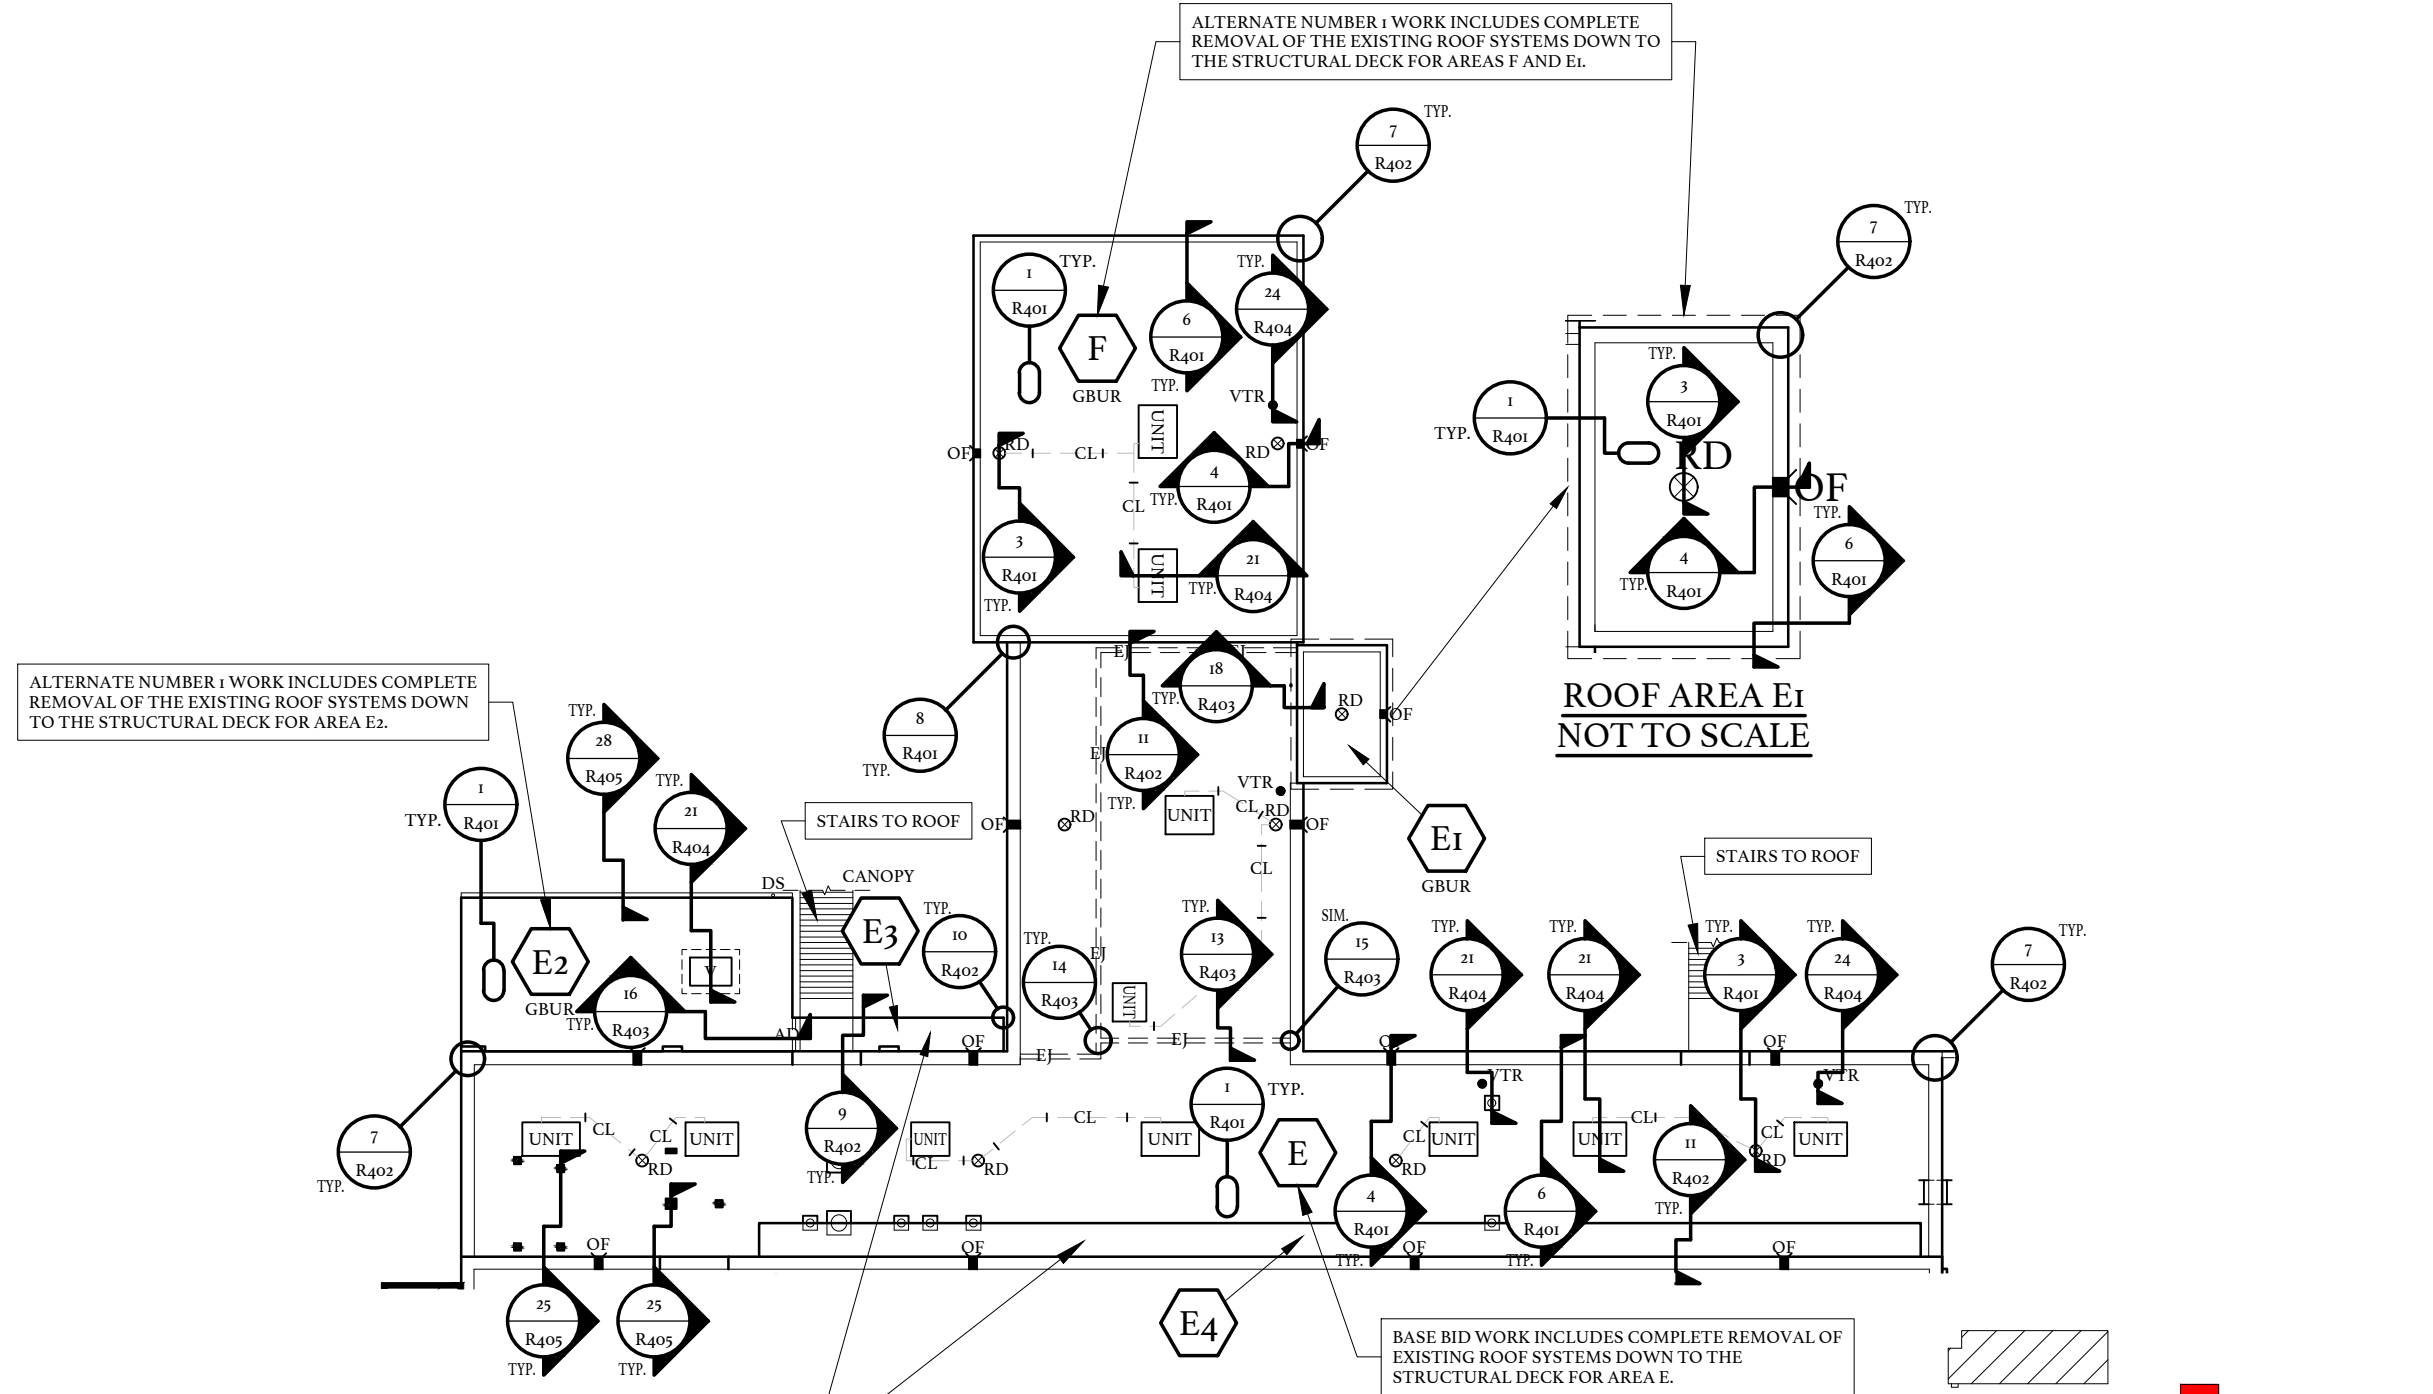 ALTERNATE NUMBER 1 WORK INCLUDES COMPLETE
REMOVAL OF THE EXISTING ROOF SYSTEMS DOWN TO
THE STRUCTURAL DECK FOR AREAS F AND E1.
7
R402
TYP.
7
R402
TYP.
1
R401
TYP.
F
GBUR
6
R401
TYP.
TYP.
24
R404
VTR
UNIT
OF
RD
CL
RD
OF
4
R401
TYP.
CL
3
R401
TYP.
UNIT
21
R404
TYP.
TYP.
3
R401
1
R401
TYP.
RD
OF
4
R401
TYP.
TYP.
6
R401
ROOF AREA E1
NOT TO SCALE
ALTERNATE NUMBER 1 WORK INCLUDES COMPLETE
REMOVAL OF THE EXISTING ROOF SYSTEMS DOWN
TO THE STRUCTURAL DECK FOR AREA E2.
8
R401
TYP.
EJ
EJ
18
R403
TYP.
RD
OF
EJ
11
R402
TYP.
VTR
UNIT
CL
RD
OF
OF
RD
CL
E1
GBUR
TYP.
28
R405
TYP.
21
R404
1
R401
TYP.
STAIRS TO ROOF
DS
CANOPY
E3
TYP.
10
R402
E2
GBUR
V
16
R403
TYP.
AD
OF
TYP.
14
R403
EJ
UNIT
TYP.
13
R403
SIM.
15
R403
EJ
EJ
STAIRS TO ROOF
TYP.
21
R404
TYP.
21
R404
TYP.
3
R401
TYP.
24
R404
7
R402
TYP.
OF
OF
VTR
VTR
7
R402
TYP.
UNIT
CL
CL
UNIT
RD
9
R402
TYP.
UNIT
CL
RD
CL
UNIT
1
R401
TYP.
E
CL
UNIT
RD
UNIT
CL
11
R402
TYP.
CL
RD
UNIT
4
R401
TYP.
6
R401
TYP.
OF
OF
OF
OF
25
R405
TYP.
25
R405
TYP.
E4
BASE BID WORK INCLUDES COMPLETE REMOVAL OF
EXISTING ROOF SYSTEMS DOWN TO THE
STRUCTURAL DECK FOR AREA E.